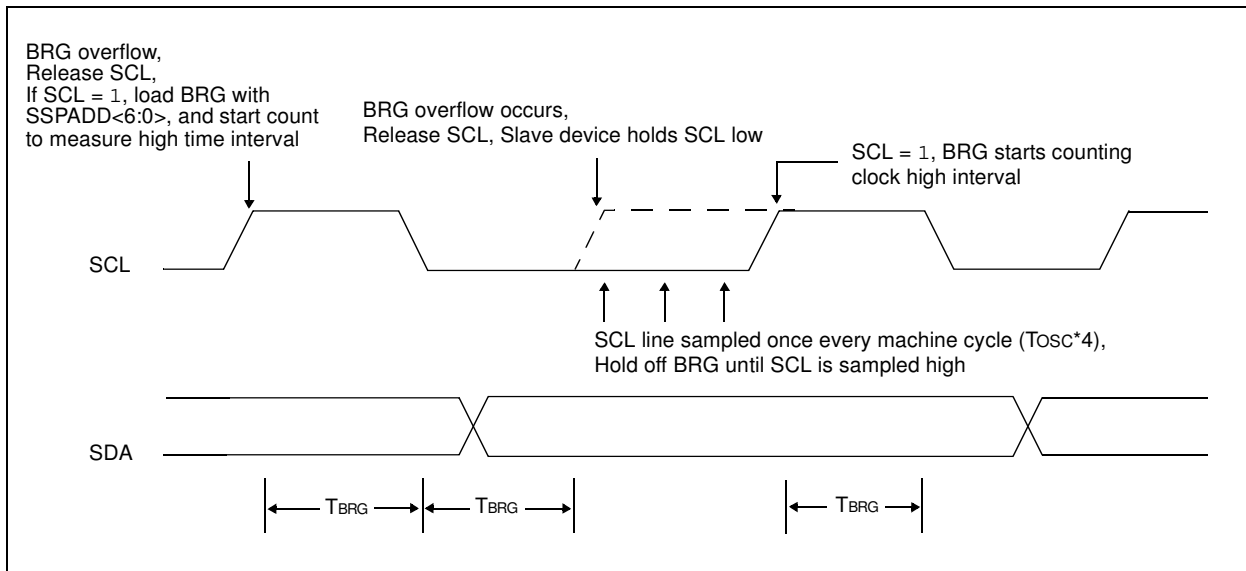 BRG overflow,
Release SCL,
If SCL = 1, load BRG with
SSPADD<6:0>, and start count
to measure high time interval
BRG overflow occurs,
Release SCL, Slave device holds SCL low
SCL = 1, BRG starts counting
clock high interval
SCL
SCL line sampled once every machine cycle (TOSC*4),
Hold off BRG until SCL is sampled high
SDA
TBRG
TBRG
TBRG